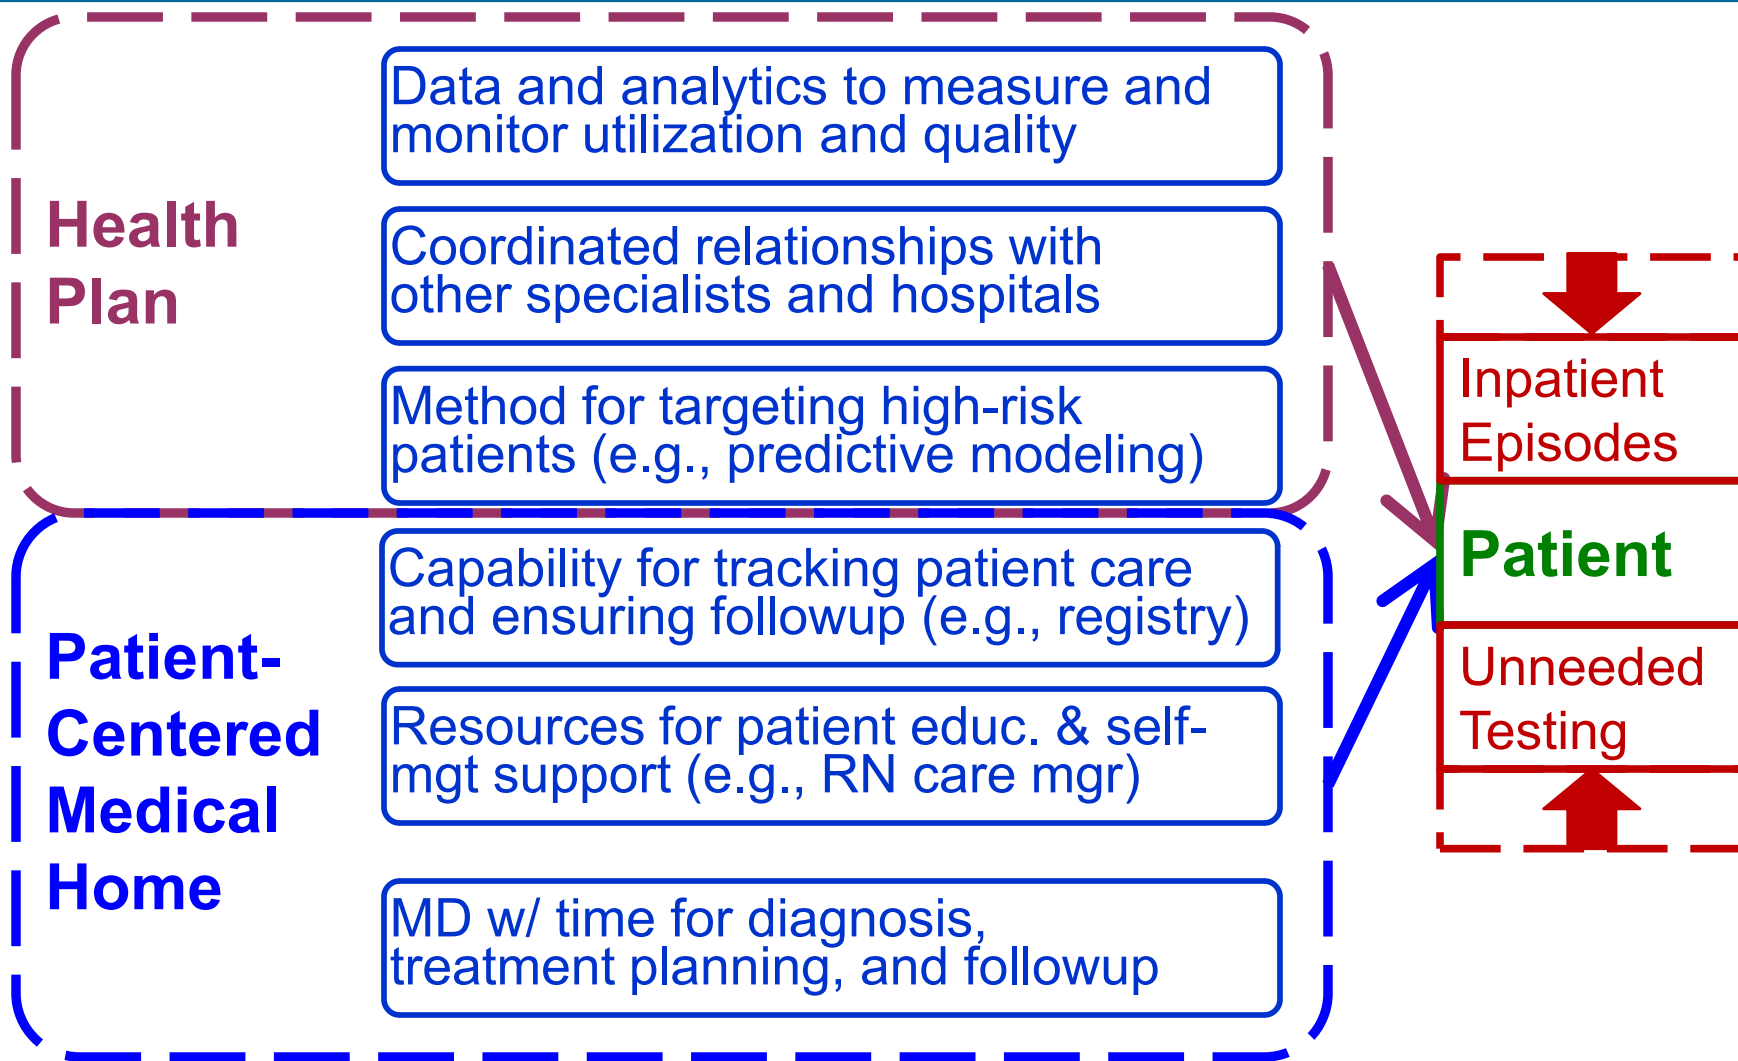 Health
Plan
Data and analytics to measure and
monitor utilization and quality
Coordinated relationships with
other specialists and hospitals
Method for targeting high-risk
patients (e.g., predictive modeling)
Patient-
Centered
Medical
Home
Capability for tracking patient care
and ensuring followup (e.g., registry)
Resources for patient educ. & self-
mgt support (e.g., RN care mgr)
MD w/ time for diagnosis,
treatment planning, and followup
Inpatient
Episodes
Patient
Unneeded
Testing